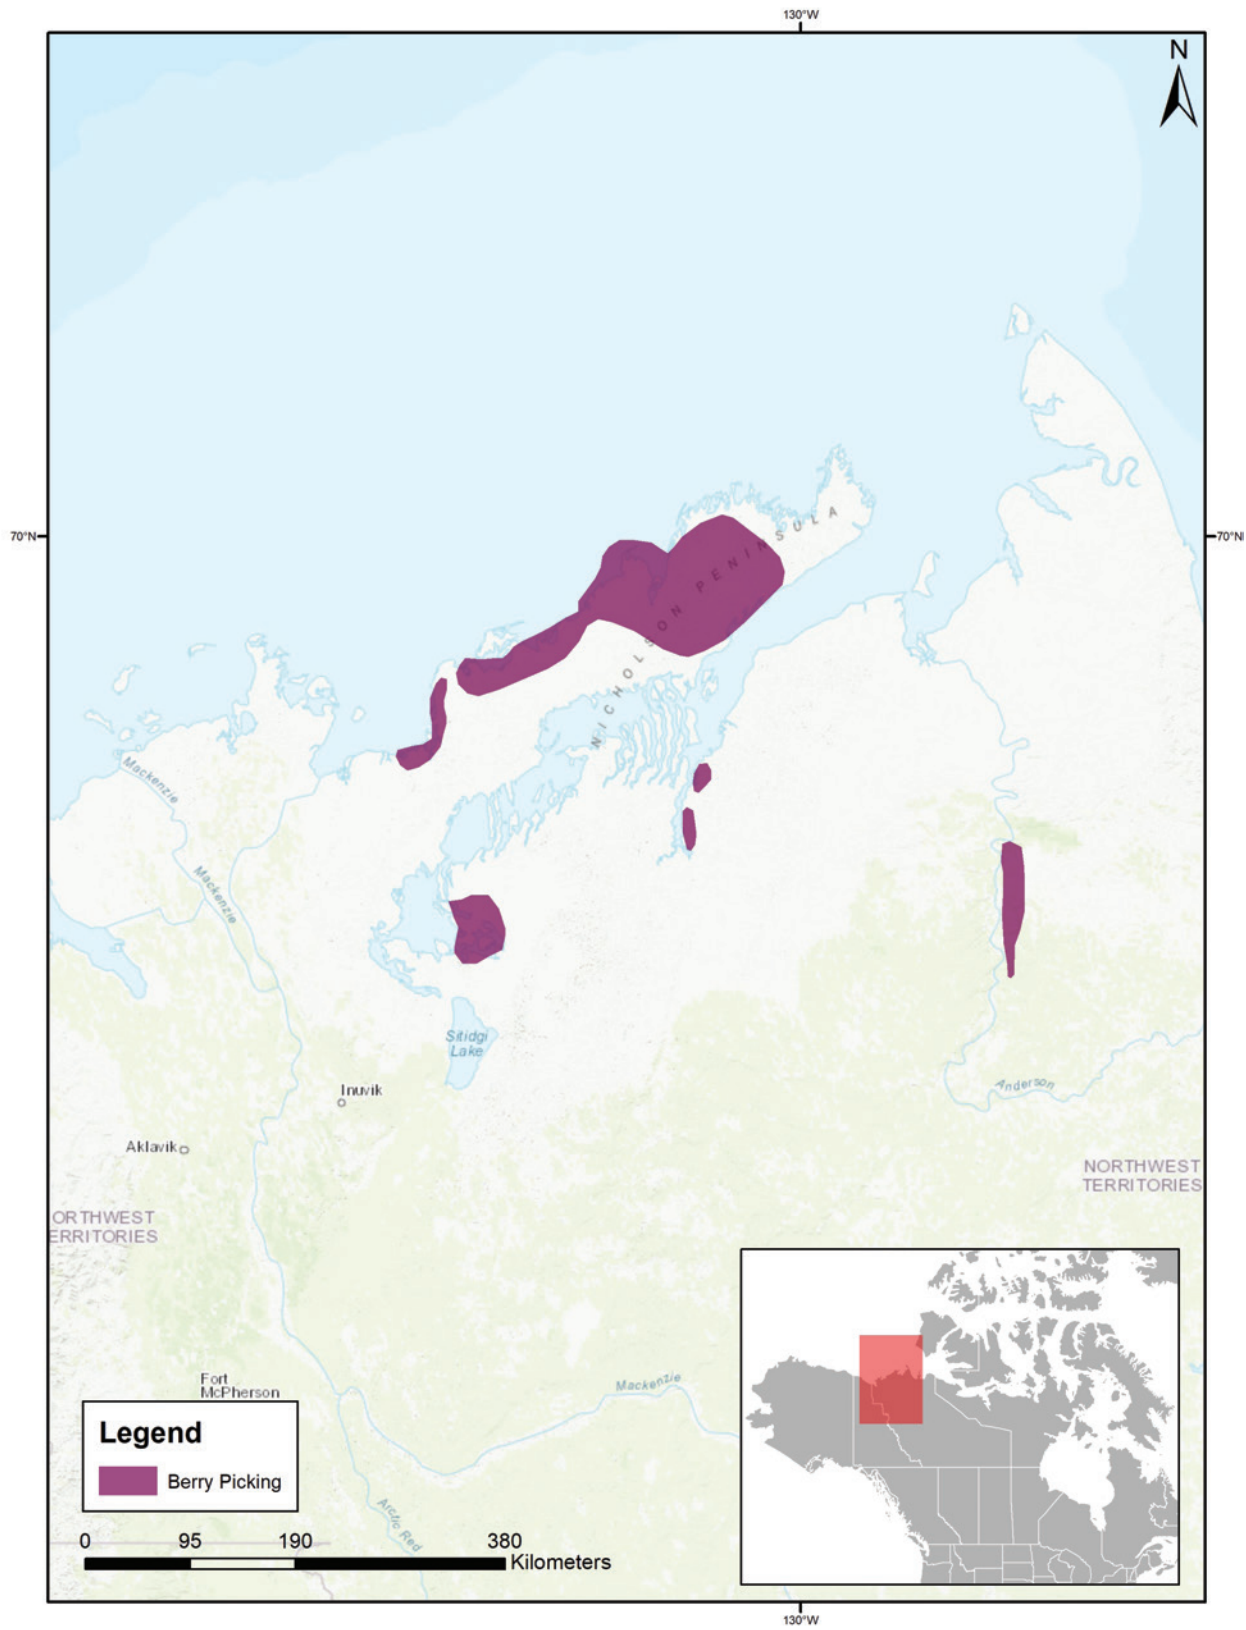 130°W
N
70°N
70°N
NICHOLSON PENINSULA
Mackenzie
Mackenzie
Sitidgi
Lake
Inuvik
Anderson
Aklavik
NORTHWEST
TERRITORIES
ORTHWEST
ERRITORIES
Fort
McPherson
Mackenzie
Legend
Berry Picking
Arctic Red
0 95 190 380
Kilometers
130°W